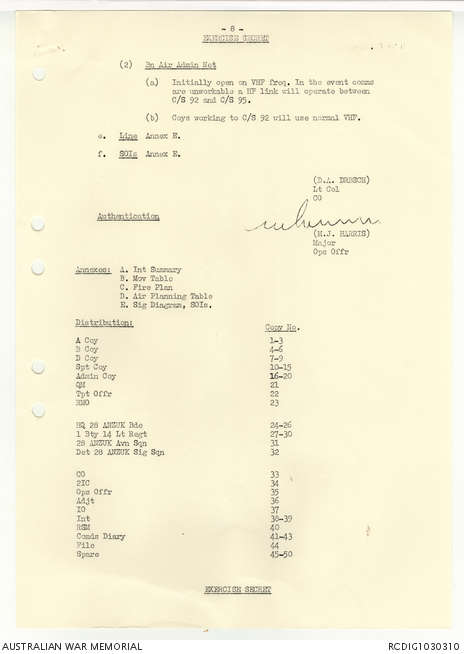 - 8 -
EXERCISE SECRET
(2) Bn Air Admin Net
(a) Initially open on VHF freq. In the event comms
are unworkable a HF link will operate between
C/S 92 and C/S 95.
(b) Coys working to C/S 92 will use normal VHF.
e. Line Annex E.
f. SOIs Annex E.
(D.A. DRESCH)
Lt Col
CO
Authentication
(M.J. HARRIS)
Major
Ops Offr
Annexes: A. Int Summary
B. Mov Table
C. Fire Plan
D. Air Planning Table
E. Sig Diagram, SOIs.
Distribution: Copy No.
A Coy 1-3
B Coy 4-6
D Coy 7-9
Spt Coy 10-15
Admin Coy 16-20
QM 21
Tpt Offr 22
RMO 23
HQ 28 ANZUK Bde 24-26
1 Bty 14 Lt Regt 27-30
28 ANZUK Avn Sqn 31
Det 28 ANZUK Sig Sqn 32
CO 33
2IC 34
Ops Offr 35
Adjt 36
IO 37
Int 38-39
RSM 40
Comds Diary 41-43
File 44
Spare 45-50
EXERCISE SECRET
AUSTRALIAN WAR MEMORIAL RCDIG1030310